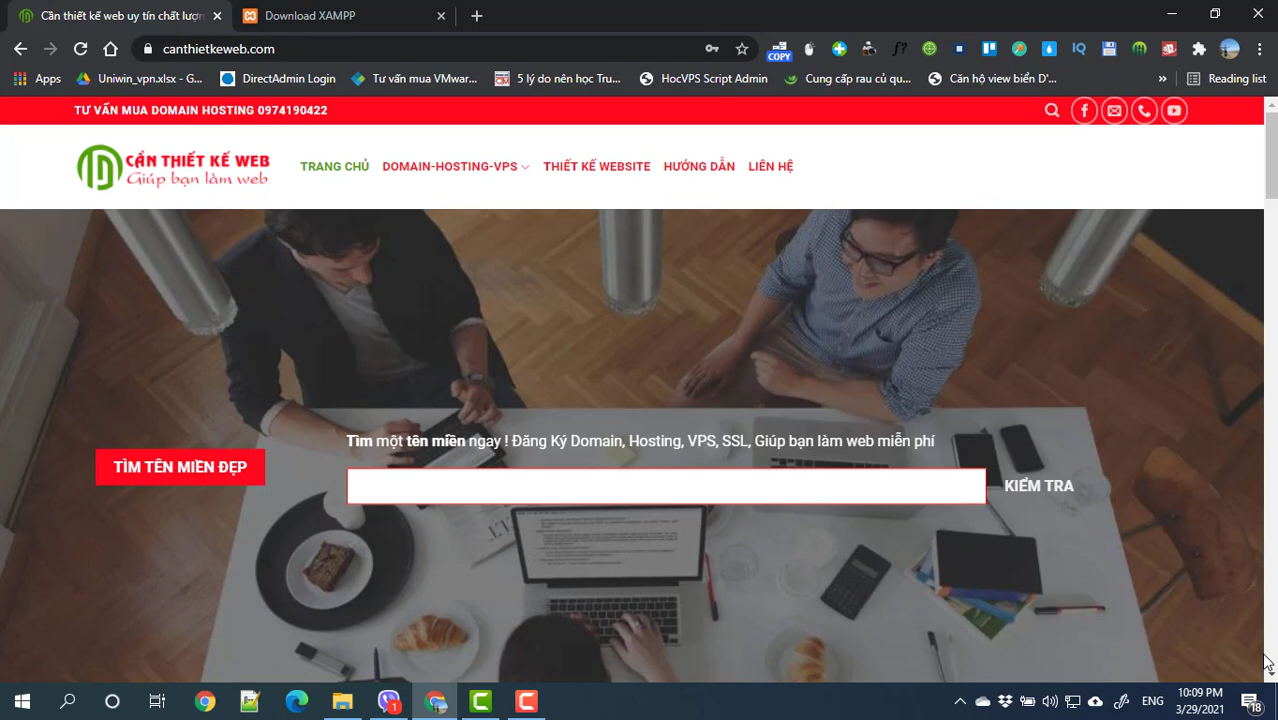 Cần thiết kế web uy tín chất lượn
Download XAMPP
canthietkeweb.com
COPY
f?
IQ
Apps
Uniwin_vpn.xlsx - G...
DirectAdmin Login
Tư vấn mua VMwar...
5 lý do nên học Tru...
HocVPS Script Admin
Cung cấp rau củ qu...
Căn hộ view biển D'...
»
Reading list
TƯ VẤN MUA DOMAIN HOSTING 0974190422
CẦN THIẾT KẾ WEB
Giúp bạn làm web
TRANG CHỦ
DOMAIN-HOSTING-VPS
THIẾT KẾ WEBSITE
HƯỚNG DẪN
LIÊN HỆ
Tìm một tên miền ngay ! Đăng Ký Domain, Hosting, VPS, SSL, Giúp bạn làm web miễn phí
TÌM TÊN MIỀN ĐẸP
KIỂM TRA
1
ENG
10:09 PM
3/29/2021
18